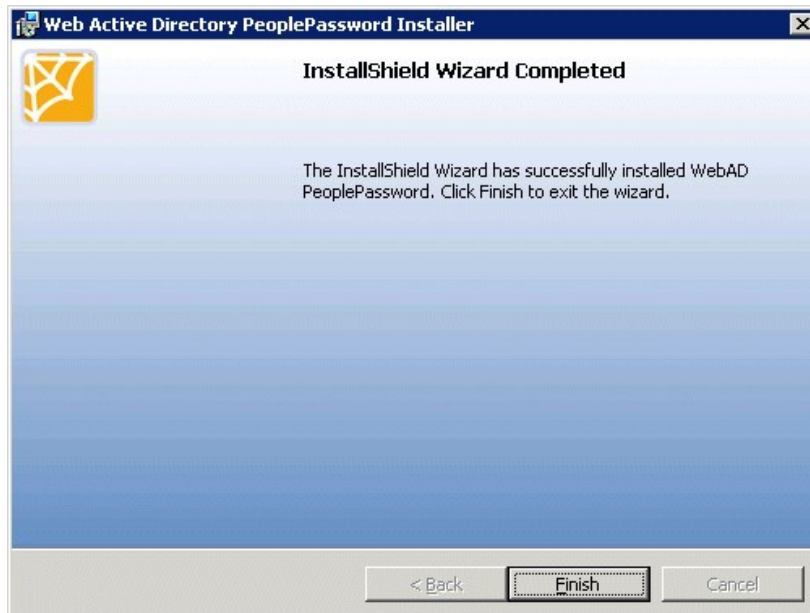 Web Active Directory PeoplePassword Installer
InstallShield Wizard Completed
The InstallShield Wizard has successfully installed WebAD
PeoplePassword. Click Finish to exit the wizard.
< Back
Finish
Cancel